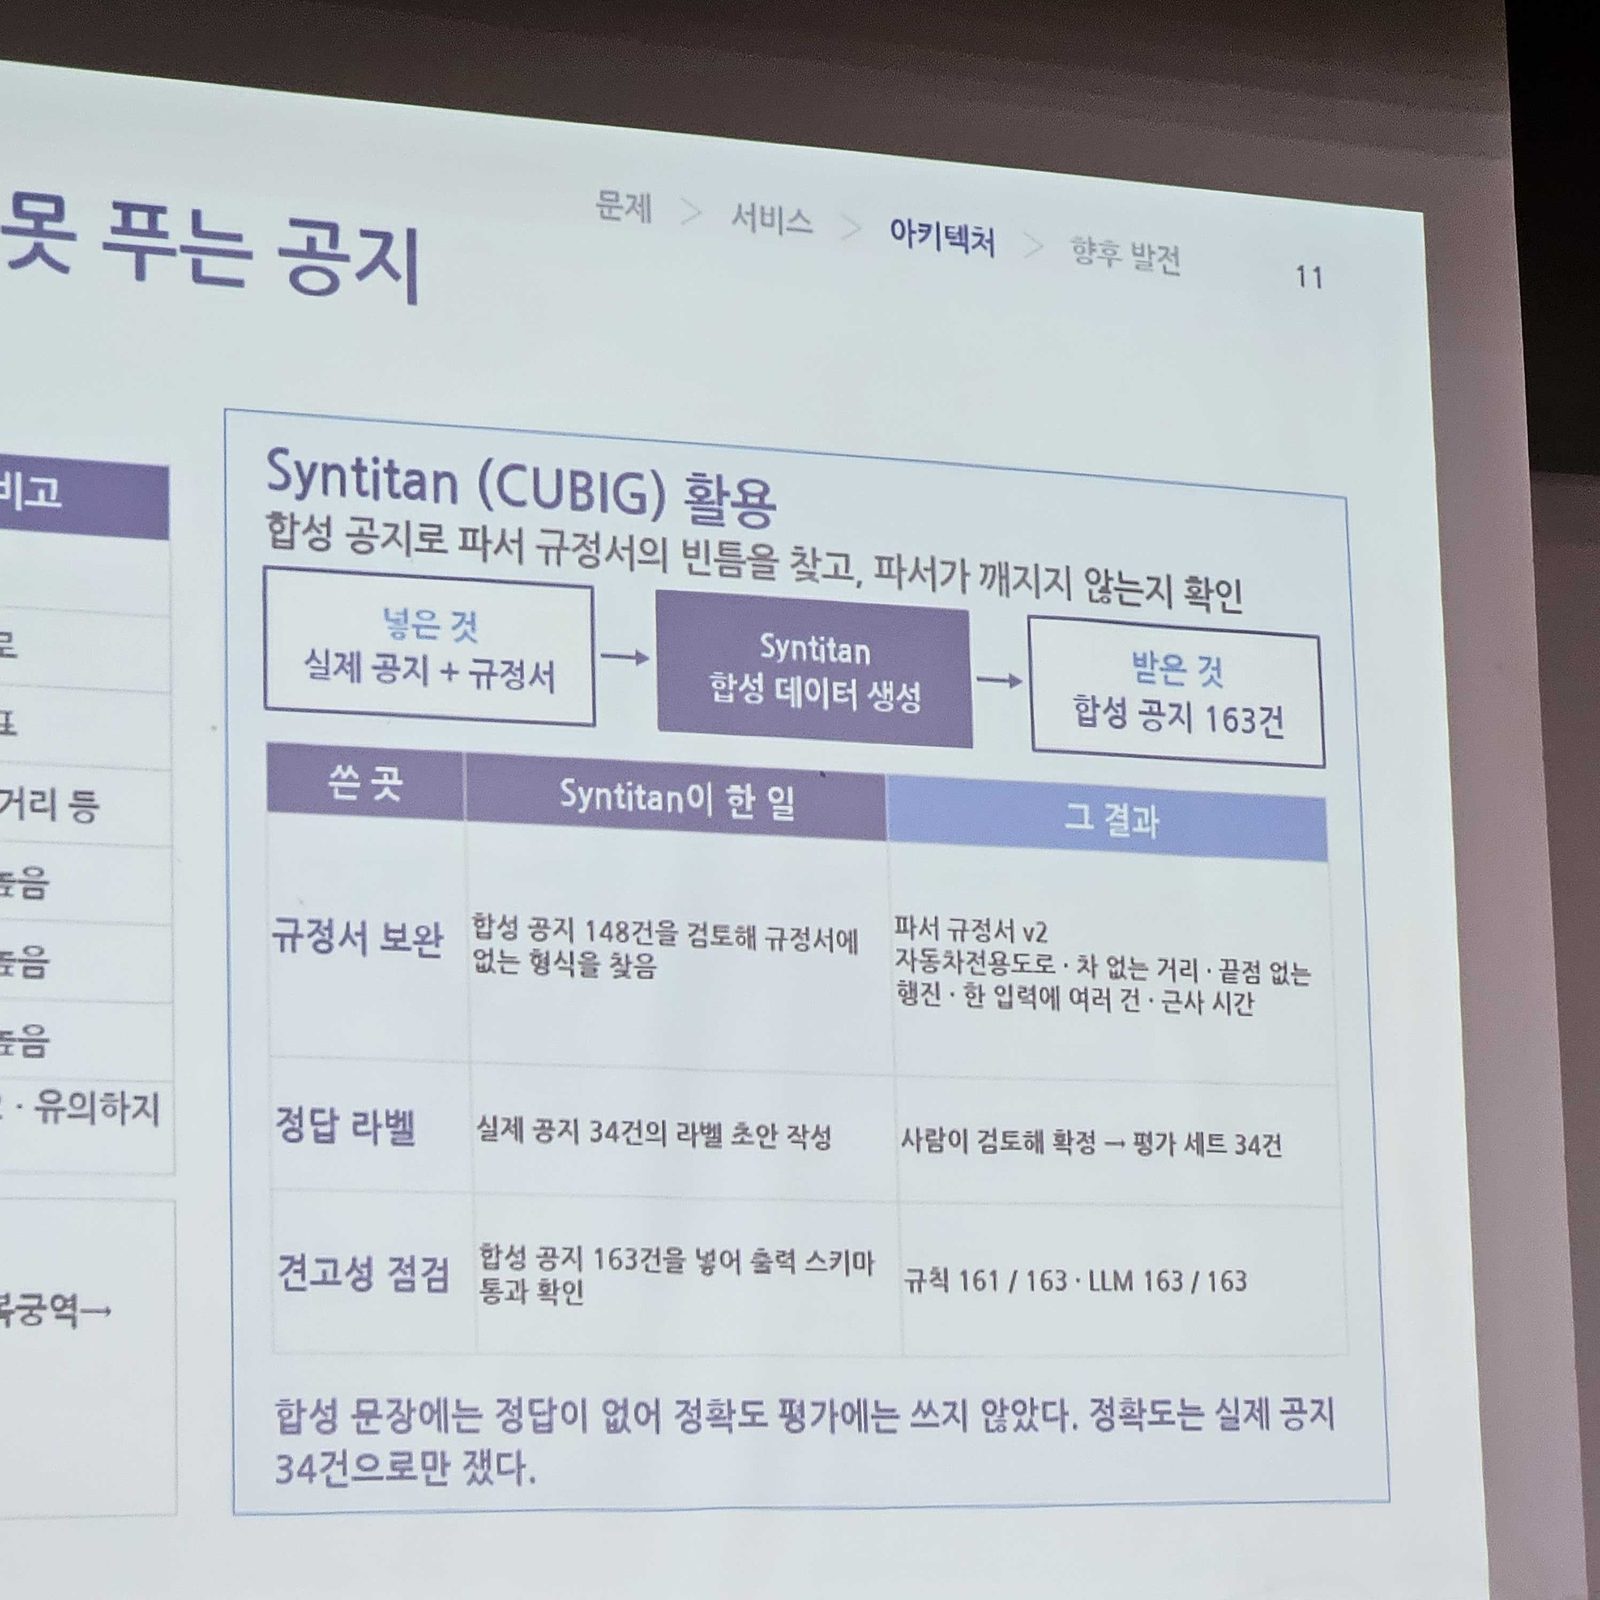 못 푸는 공지
문제 > 서비스 > 아키텍처 > 향후 발전
11
비고
로
표
거리 등
높음
높음
높음
· 유의하지
궁역→
Syntitan (CUBIG) 활용
합성 공지로 파서 규정서의 빈틈을 찾고, 파서가 깨지지 않는지 확인
넣은 것
실제 공지 + 규정서
→
Syntitan
합성 데이터 생성
→
받은 것
합성 공지 163건
쓴 곳
Syntitan이 한 일
그 결과
규정서 보완
합성 공지 148건을 검토해 규정서에
없는 형식을 찾음
파서 규정서 v2
자동차전용도로 · 차 없는 거리 · 끝점 없는
행진 · 한 입력에 여러 건 · 근사 시간
정답 라벨
실제 공지 34건의 라벨 초안 작성
사람이 검토해 확정 → 평가 세트 34건
견고성 점검
합성 공지 163건을 넣어 출력 스키마
통과 확인
규칙 161 / 163 · LLM 163 / 163
합성 문장에는 정답이 없어 정확도 평가에는 쓰지 않았다. 정확도는 실제 공지
34건으로만 쟀다.